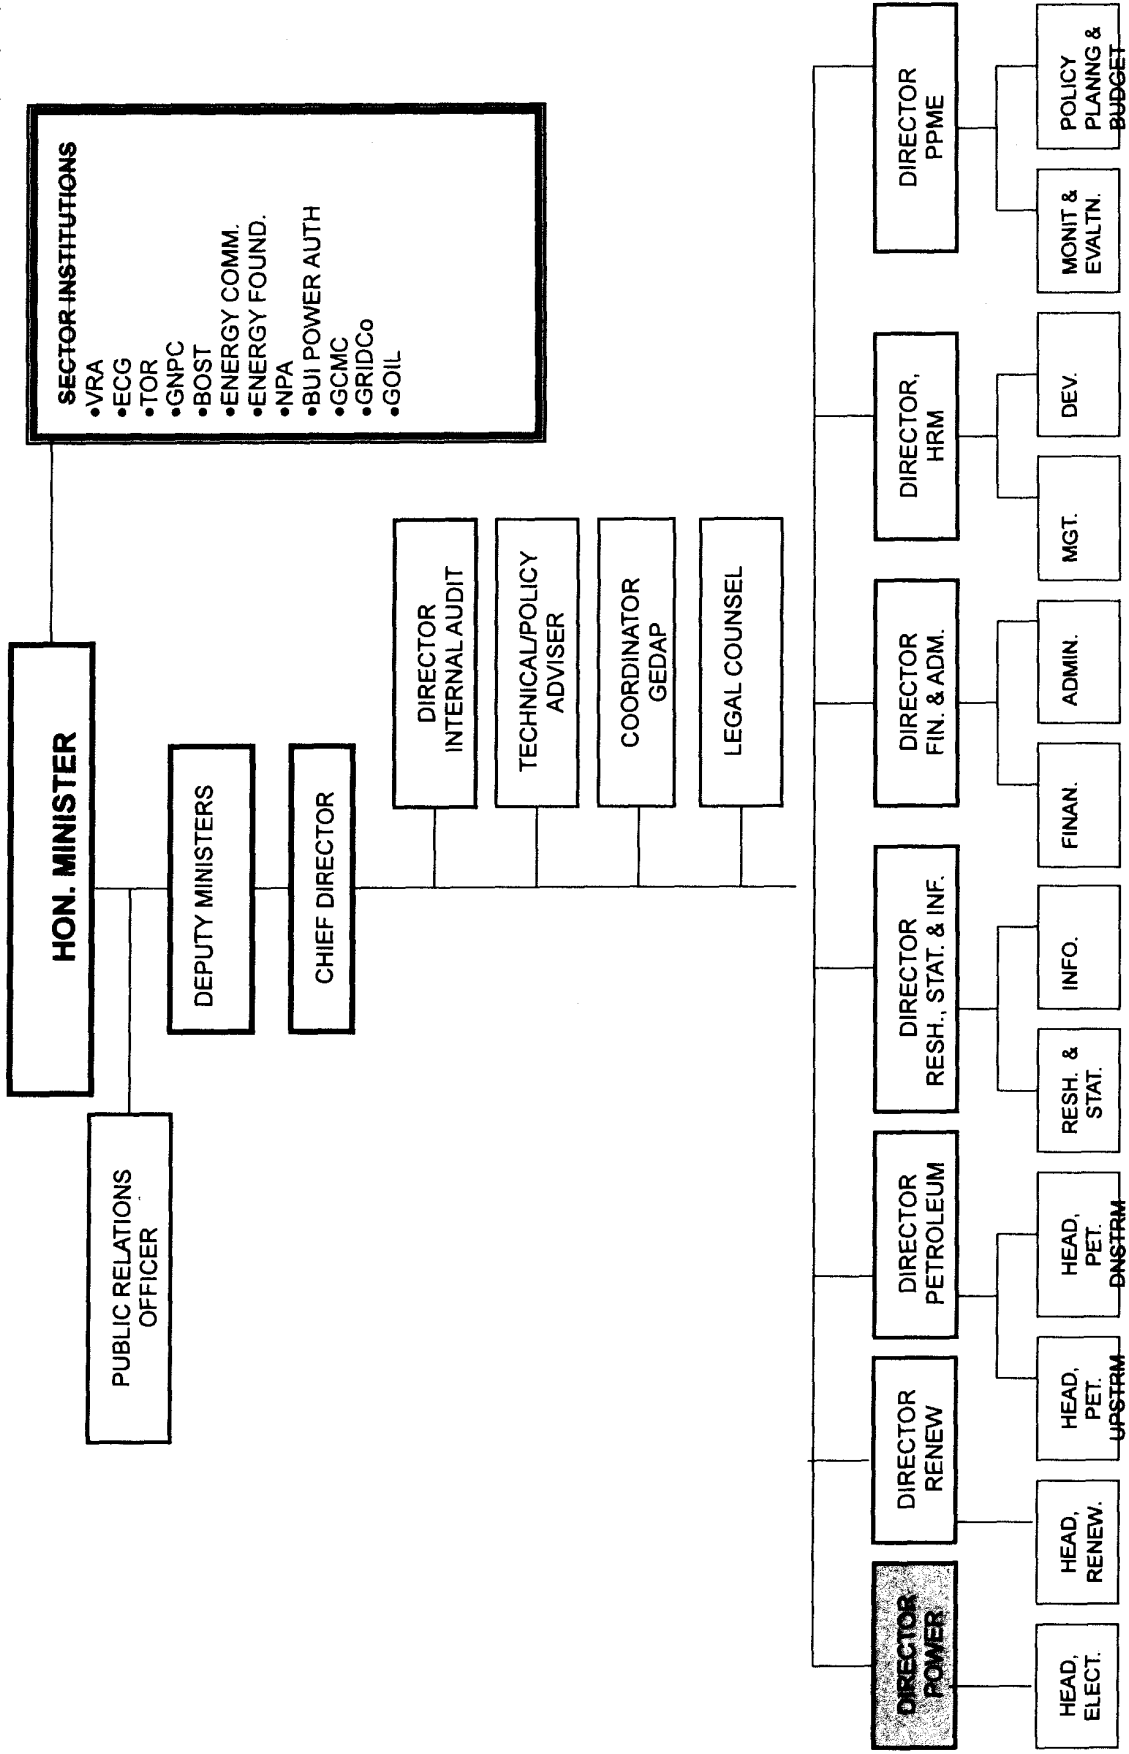 HON. MINISTER
SECTOR INSTITUTIONS
•VRA
•ECG
•TOR
•GNPC
•BOST
•ENERGY COMM.
•ENERGY FOUND.
•NPA
•BUI POWER AUTH
•GCMC
•GRIDCo
•GOIL
PUBLIC RELATIONS
OFFICER
DEPUTY MINISTERS
CHIEF DIRECTOR
DIRECTOR
INTERNAL AUDIT
TECHNICAL/POLICY
ADVISER
COORDINATOR
GEDAP
LEGAL COUNSEL
DIRECTOR
POWER
DIRECTOR
RENEW
DIRECTOR
PETROLEUM
DIRECTOR
RESH., STAT. & INF.
DIRECTOR
FIN. & ADM.
DIRECTOR,
HRM
DIRECTOR
PPME
HEAD,
ELECT.
HEAD,
RENEW.
HEAD,
PET.
UPSTRM
HEAD,
PET.
DNSTRM
RESH. &
STAT.
INFO.
FINAN.
ADMIN.
MGT.
DEV.
MONIT &
EVALTN.
POLICY
PLANNG &
BUDGET